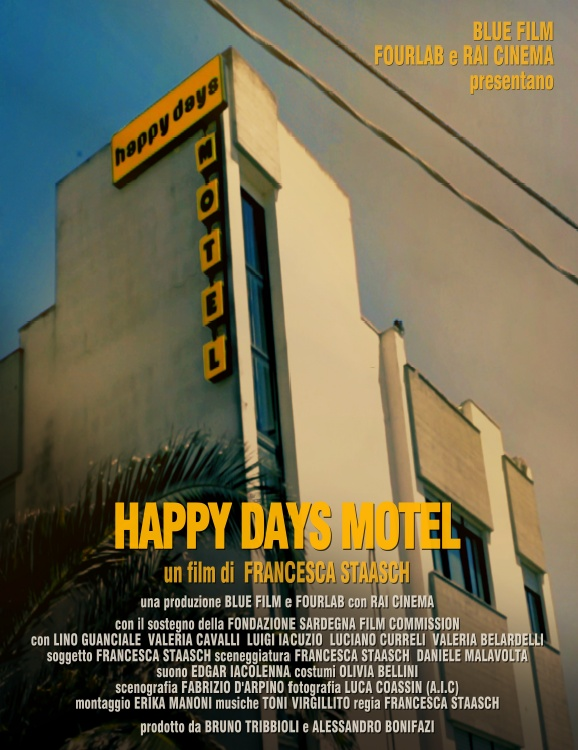 BLUE FILM
FOURLAB e RAI CINEMA
presentano
happy days
MOTEL
HAPPY DAYS MOTEL
un film di FRANCESCA STAASCH
una produzione BLUE FILM e FOURLAB con RAI CINEMA
con il sostegno della FONDAZIONE SARDEGNA FILM COMMISSION
con LINO GUANCIALE VALERIA CAVALLI LUIGI IACUZIO LUCIANO CURRELI VALERIA BELARDELLI
soggetto FRANCESCA STAASCH sceneggiatura FRANCESCA STAASCH DANIELE MALAVOLTA
suono EDGAR IACOLENNA costumi OLIVIA BELLINI
scenografia FABRIZIO D'ARPINO fotografia LUCA COASSIN (A.I.C)
montaggio ERIKA MANONI musiche TONI VIRGILLITO regia FRANCESCA STAASCH
prodotto da BRUNO TRIBBIOLI e ALESSANDRO BONIFAZI